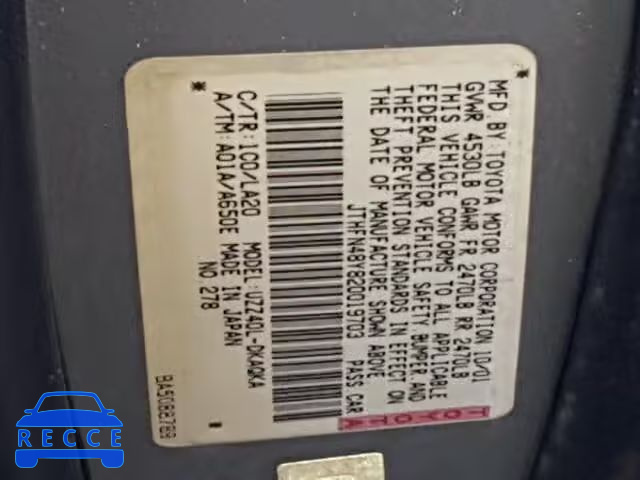 MFD. BY: TOYOTA MOTOR CORPORATION 10/01
GVWR 4530LB GAWR FR 2470LB RR 2470LB
THIS VEHICLE CONFORMS TO ALL APPLICABLE
FEDERAL MOTOR VEHICLE SAFETY, BUMPER AND
THEFT PREVENTION STANDARDS IN EFFECT ON
THE DATE OF MANUFACTURE SHOWN ABOVE.
JTHFN48Y820019703 PASS CAR
* *
C/TR: 1C0/LA20 MODEL: UZZ40L-DKAQKA
A/TM: A01A/A650E MADE IN JAPAN
NO. 278
TOYOTA
BA5088789
RECCE